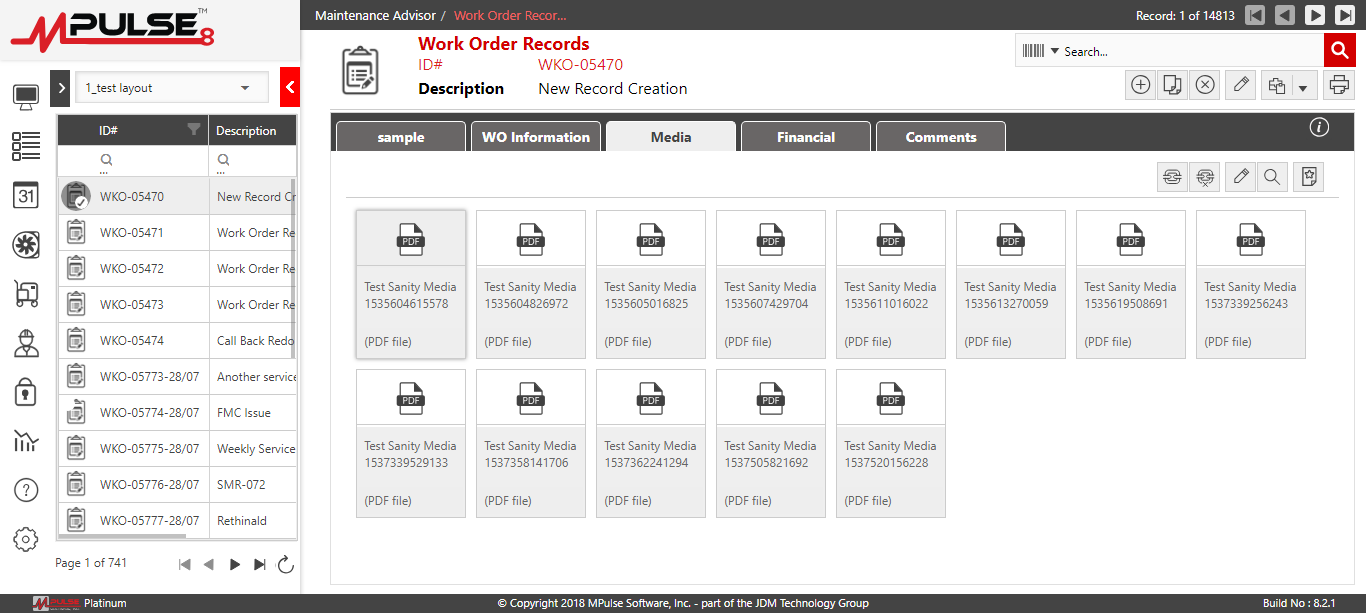 MPULSE 8 ™
Maintenance Advisor / Work Order Recor...
Record: 1 of 14813
1_test layout
Work Order Records
ID# WKO-05470
Description New Record Creation
Search...
ID# Description
... ...
WKO-05470 New Record Cr
WKO-05471 Work Order Re
WKO-05472 Work Order Re
WKO-05473 Work Order Re
WKO-05474 Call Back Redo
WKO-05773-28/07 Another service
WKO-05774-28/07 FMC Issue
WKO-05775-28/07 Weekly Service
WKO-05776-28/07 SMR-072
WKO-05777-28/07 Rethinald
Page 1 of 741
31
?
sample WO Information Media Financial Comments
i
PDF PDF PDF PDF PDF PDF PDF PDF
Test Sanity Media Test Sanity Media Test Sanity Media Test Sanity Media Test Sanity Media Test Sanity Media Test Sanity Media Test Sanity Media
1535604615578 1535604826972 1535605016825 1535607429704 1535611016022 1535613270059 1535619508691 1537339256243
(PDF file) (PDF file) (PDF file) (PDF file) (PDF file) (PDF file) (PDF file) (PDF file)
PDF PDF PDF PDF PDF
Test Sanity Media Test Sanity Media Test Sanity Media Test Sanity Media Test Sanity Media
1537339529133 1537358141706 1537362241294 1537505821692 1537520156228
(PDF file) (PDF file) (PDF file) (PDF file) (PDF file)
MPULSE Platinum
© Copyright 2018 MPulse Software, Inc. - part of the JDM Technology Group
Build No : 8.2.1